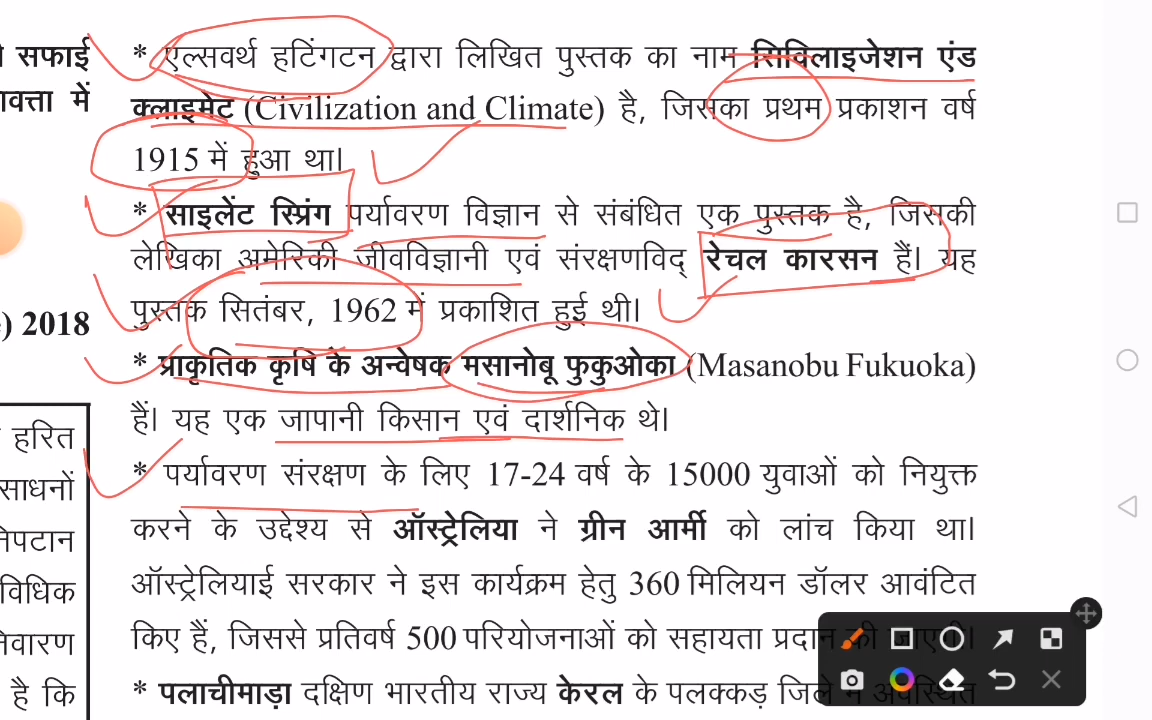 सफाई
* एल्सवर्थ हटिंगटन द्वारा लिखित पुस्तक का नाम सिविलाइजेशन एंड
में
क्लाइमेट (Civilization and Climate) है, जिसका प्रथम प्रकाशन वर्ष
1915 में हुआ था।
* साइलेंट स्प्रिंग पर्यावरण विज्ञान से संबंधित एक पुस्तक है, जिसकी
लेखिका अमेरिकी जीवविज्ञानी एवं संरक्षणविद् रेचल कारसन हैं। यह
पुस्तक सितंबर, 1962 में प्रकाशित हुई थी।
) 2018
* प्राकृतिक कृषि के अन्वेषक मसानोबू फुकुओका (Masanobu Fukuoka)
हैं। यह एक जापानी किसान एवं दार्शनिक थे।
हरित
* पर्यावरण संरक्षण के लिए 17-24 वर्ष के 15000 युवाओं को नियुक्त
साधनों
करने के उद्देश्य से ऑस्ट्रेलिया ने ग्रीन आर्मी को लांच किया था।
निपटान
ऑस्ट्रेलियाई सरकार ने इस कार्यक्रम हेतु 360 मिलियन डॉलर आवंटित
विधिक
किए हैं, जिससे प्रतिवर्ष 500 परियोजनाओं को सहायता प्रदान की जाएगी।
है कि
* पलाचीमाड़ा दक्षिण भारतीय राज्य केरल के पलक्कड़ जिले में अवस्थित